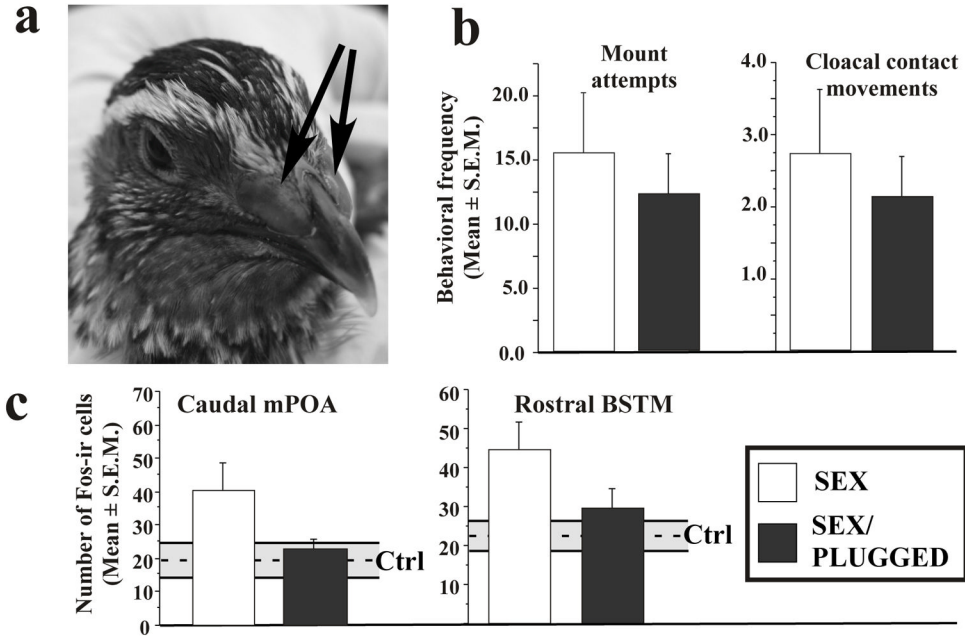 a
b
Mount
attempts
Cloacal contact
movements
Behavioral frequency
(Mean ± S.E.M.)
20.0
15.0
10.0
5.0
0.0
4.0
3.0
2.0
1.0
c
Caudal mPOA
Rostral BSTM
Number of Fos-ir cells
(Mean ± S.E.M.)
70
60
50
40
30
20
10
0
Ctrl
60
50
40
30
20
10
Ctrl
SEX
SEX/
PLUGGED